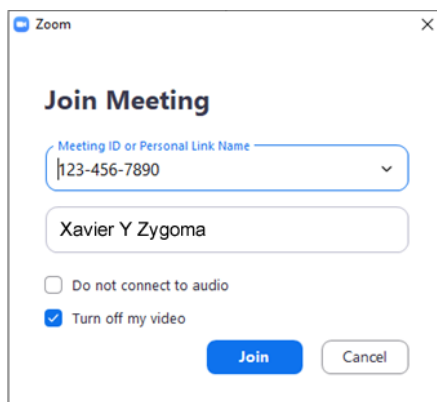 Zoom
Join Meeting
Meeting ID or Personal Link Name
123-456-7890
Xavier Y Zygoma
Do not connect to audio
Turn off my video
Join Cancel